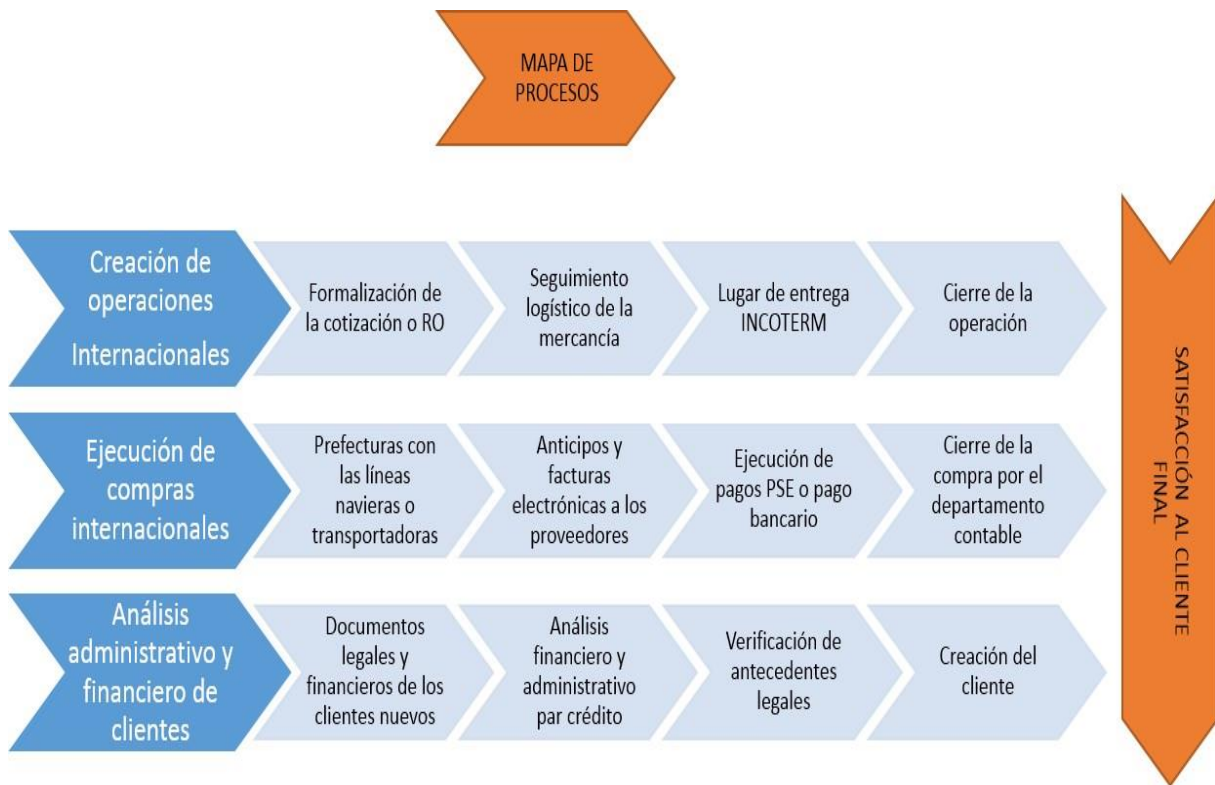 MAPA DE
PROCESOS
Creación de
operaciones
Internacionales
Formalización de
la cotización o RO
Seguimiento
logístico de la
mercancía
Lugar de entrega
INCOTERM
Cierre de la
operación
Ejecución de
compras
internacionales
Prefecturas con
las líneas
navieras o
transportadoras
Anticipos y
facturas
electrónicas a los
proveedores
Ejecución de
pagos PSE o pago
bancario
Cierre de la
compra por el
departamento
contable
Análisis
administrativo y
financiero de
clientes
Documentos
legales y
financieros de los
clientes nuevos
Análisis
financiero y
administrativo
par crédito
Verificación de
antecedentes
legales
Creación del
cliente
SATISFACCIÓN AL CLIENTE
FINAL